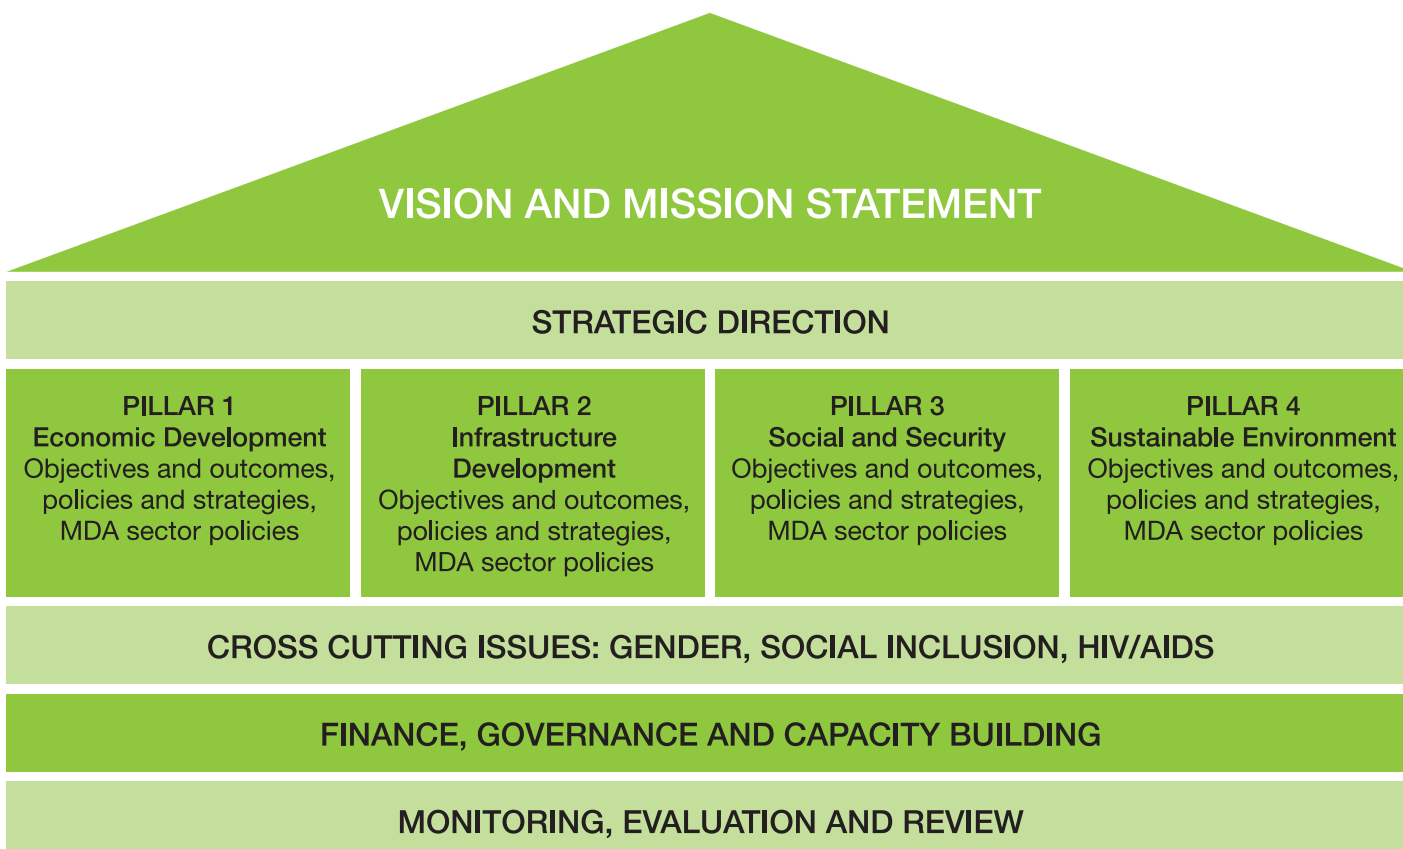 VISION AND MISSION STATEMENT
STRATEGIC DIRECTION
PILLAR 1
Economic Development
Objectives and outcomes,
policies and strategies,
MDA sector policies
PILLAR 2
Infrastructure
Development
Objectives and outcomes,
policies and strategies,
MDA sector policies
PILLAR 3
Social and Security
Objectives and outcomes,
policies and strategies,
MDA sector policies
PILLAR 4
Sustainable Environment
Objectives and outcomes,
policies and strategies,
MDA sector policies
CROSS CUTTING ISSUES: GENDER, SOCIAL INCLUSION, HIV/AIDS
FINANCE, GOVERNANCE AND CAPACITY BUILDING
MONITORING, EVALUATION AND REVIEW